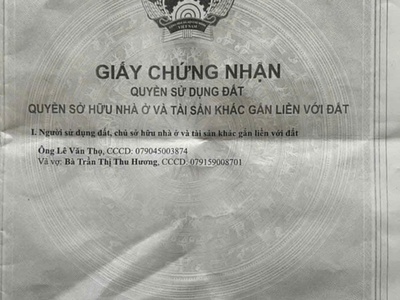 GIẤY CHỨNG NHẬN
QUYỀN SỬ DỤNG ĐẤT
QUYỀN SỞ HỮU NHÀ Ở VÀ TÀI SẢN KHÁC GẮN LIỀN VỚI ĐẤT
I. Người sử dụng đất, chủ sở hữu nhà ở và tài sản khác gắn liền với đất
Ông Lê Văn Thọ, CCCD: 079045003874
Và vợ: Bà Trần Thị Thu Hương, CCCD: 079159008701